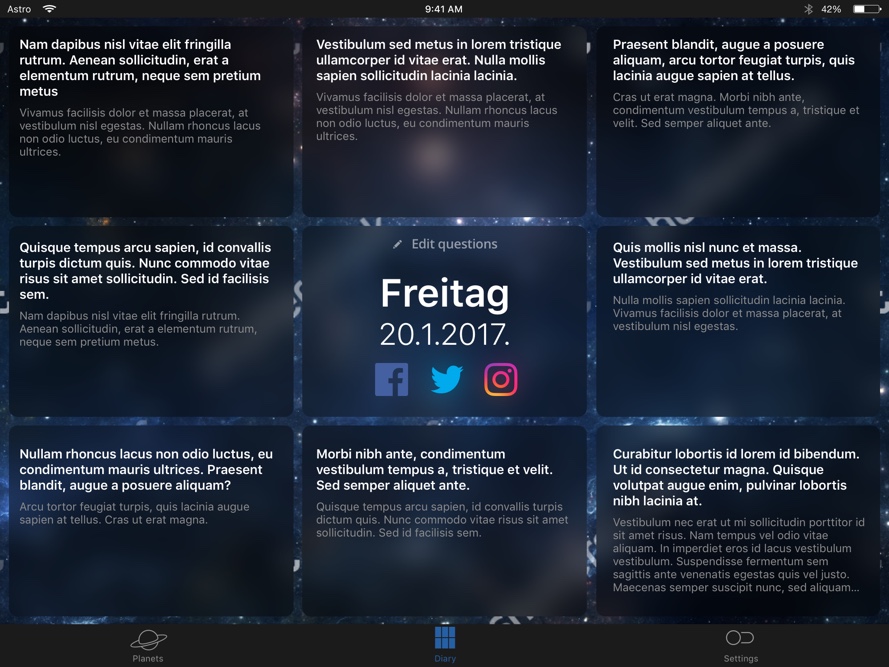 Astro
9:41 AM
42%
Nam dapibus nisl vitae elit fringilla
rutrum. Aenean sollicitudin, erat a
elementum rutrum, neque sem pretium
metus
Vivamus facilisis dolor et massa placerat, at
vestibulum nisl egestas. Nullam rhoncus lacus
non odio luctus, eu condimentum mauris
ultrices.
Vestibulum sed metus in lorem tristique
ullamcorper id vitae erat. Nulla mollis
sapien sollicitudin lacinia lacinia.
Vivamus facilisis dolor et massa placerat, at
vestibulum nisl egestas. Nullam rhoncus lacus
non odio luctus, eu condimentum mauris
ultrices.
Praesent blandit, augue a posuere
aliquam, arcu tortor feugiat turpis, quis
lacinia augue sapien at tellus.
Cras ut erat magna. Morbi nibh ante,
condimentum vestibulum tempus a, tristique et
velit. Sed semper aliquet ante.
Quisque tempus arcu sapien, id convallis
turpis dictum quis. Nunc commodo vitae
risus sit amet sollicitudin. Sed id facilisis
sem.
Nam dapibus nisl vitae elit fringilla rutrum.
Aenean sollicitudin, erat a elementum rutrum,
neque sem pretium metus.
Edit questions
Freitag
20.1.2017.
Quis mollis nisl nunc et massa.
Vestibulum sed metus in lorem tristique
ullamcorper id vitae erat.
Nulla mollis sapien sollicitudin lacinia lacinia.
Vivamus facilisis dolor et massa placerat, at
vestibulum nisl egestas.
Nullam rhoncus lacus non odio luctus, eu
condimentum mauris ultrices. Praesent
blandit, augue a posuere aliquam?
Arcu tortor feugiat turpis, quis lacinia augue
sapien at tellus. Cras ut erat magna.
Morbi nibh ante, condimentum
vestibulum tempus a, tristique et velit.
Sed semper aliquet ante.
Quisque tempus arcu sapien, id convallis turpis
dictum quis. Nunc commodo vitae risus sit amet
sollicitudin. Sed id facilisis sem.
Curabitur lobortis id lorem id bibendum.
Ut id consectetur magna. Quisque
volutpat augue enim, pulvinar lobortis
nibh lacinia at.
Vestibulum nec erat ut mi sollicitudin porttitor id
sit amet risus. Nam tempus vel odio vitae
aliquam. In imperdiet eros id lacus vestibulum
vestibulum. Suspendisse fermentum sem
sagittis ante venenatis egestas quis vel justo.
Maecenas semper suscipit nunc, sed aliquam...
Planets
Diary
Settings